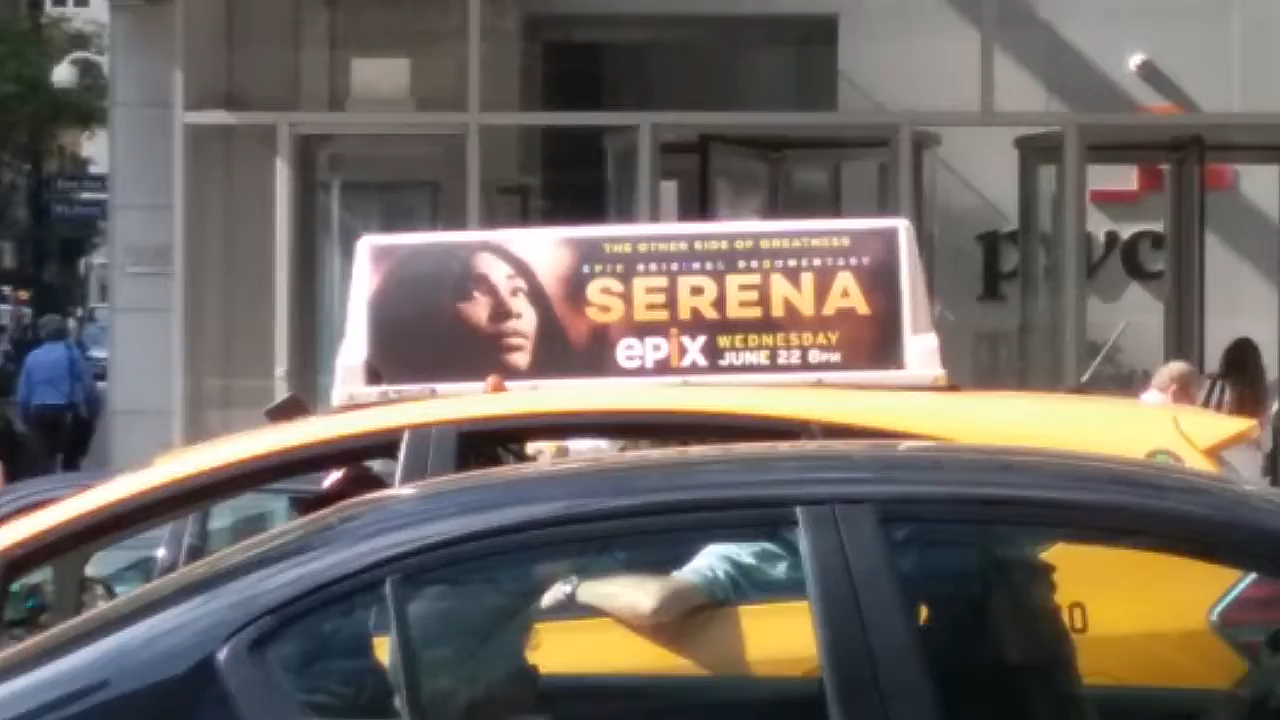 THE OTHER SIDE OF GREATNESS
EPIX ORIGINAL DOCUMENTARY
SERENA
epix WEDNESDAY
JUNE 22 8PM
pwc